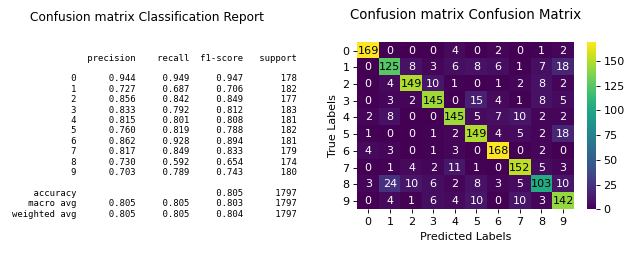 Confusion matrix Classification Report
precision recall f1-score support
0 0.944 0.949 0.947 178
1 0.727 0.687 0.706 182
2 0.856 0.842 0.849 177
3 0.833 0.792 0.812 183
4 0.815 0.801 0.808 181
5 0.760 0.819 0.788 182
6 0.862 0.928 0.894 181
7 0.817 0.849 0.833 179
8 0.730 0.592 0.654 174
9 0.703 0.789 0.743 180
accuracy 0.805 1797
macro avg 0.805 0.805 0.803 1797
weighted avg 0.805 0.805 0.804 1797
Confusion matrix Confusion Matrix
True Labels
0 169 0 0 0 4 0 2 0 1 2
1 0 125 8 3 6 8 6 1 7 18
2 0 4 149 10 1 0 1 2 8 2
3 0 3 2 145 0 15 4 1 8 5
4 2 8 0 0 145 5 7 10 2 2
5 1 0 0 1 2 149 4 5 2 18
6 4 3 0 1 3 0 168 0 2 0
7 0 1 4 2 11 1 0 152 5 3
8 3 24 10 6 2 8 3 5 103 10
9 0 4 1 6 4 10 0 10 3 142
0 1 2 3 4 5 6 7 8 9
Predicted Labels
150
125
100
75
50
25
0